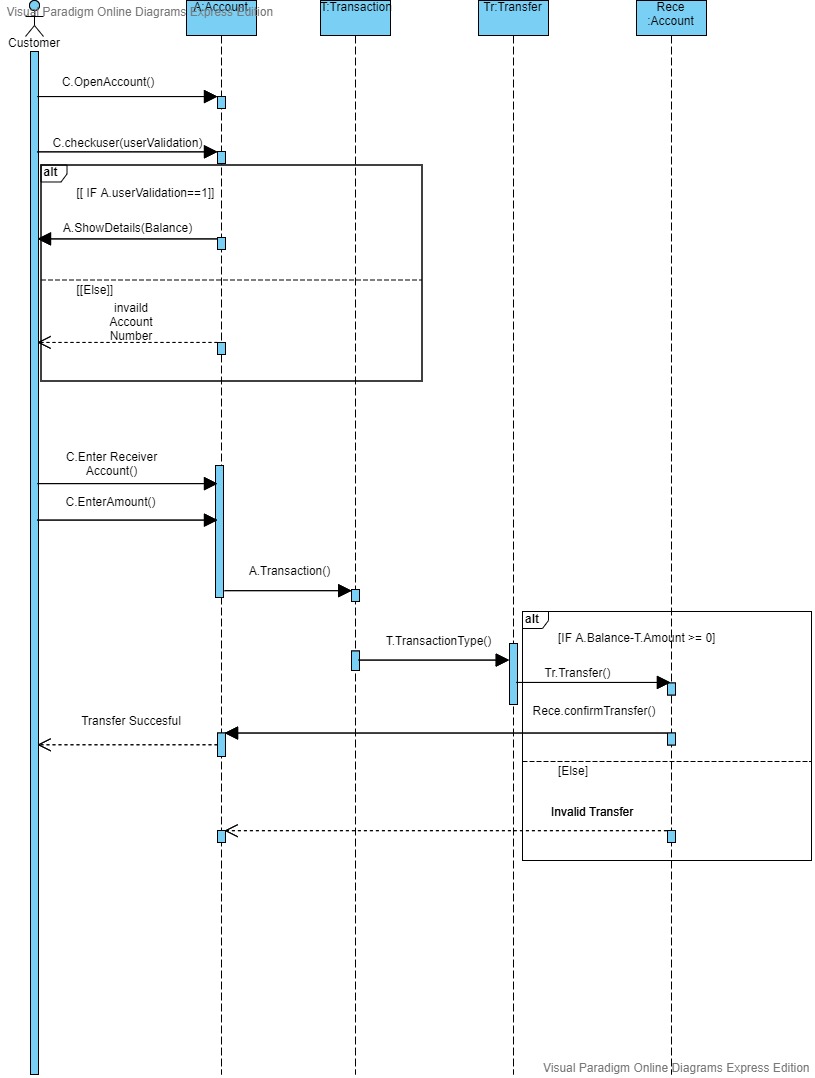 Visual Paradigm Online Diagrams Express Edition
A:Account
T:Transaction
Tr:Transfer
Rece
:Account
Customer
C.OpenAccount()
C.checkuser(userValidation)
alt
[[ IF A.userValidation==1]]
A.ShowDetails(Balance)
[[Else]]
invaild
Account
Number
C.Enter Receiver
Account()
C.EnterAmount()
A.Transaction()
alt
[IF A.Balance-T.Amount >= 0]
T.TransactionType()
Tr.Transfer()
Rece.confirmTransfer()
Transfer Succesful
[Else]
Invalid Transfer
Visual Paradigm Online Diagrams Express Edition